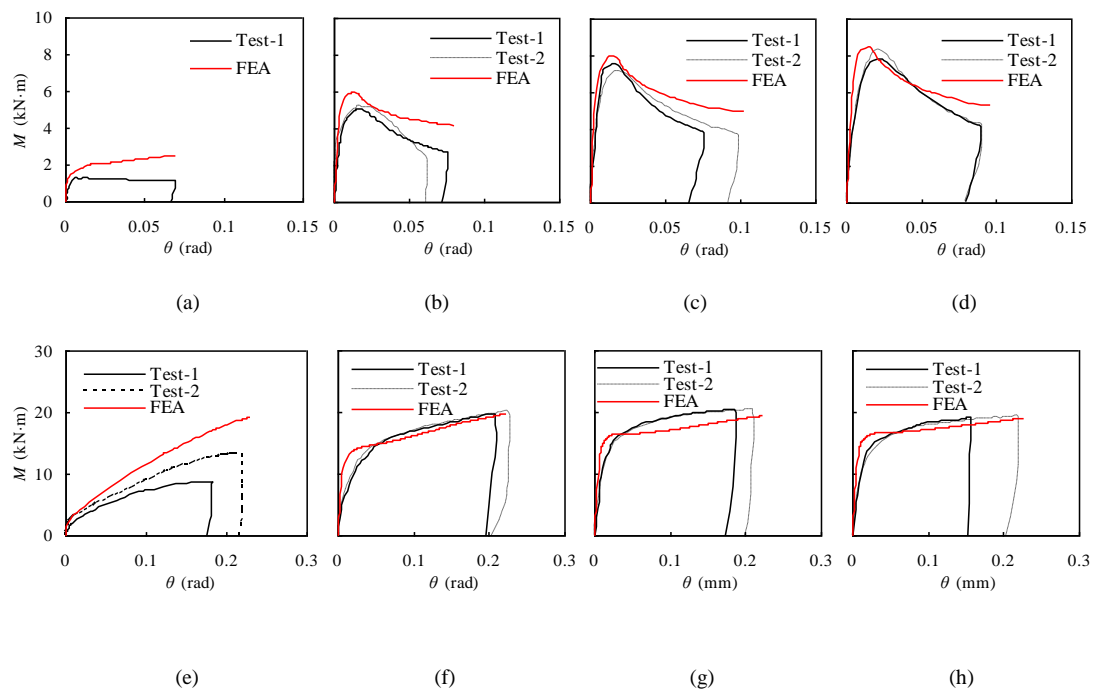 10
8
6
4
2
0
M (kN·m)
Test-1
FEA
0 0.05 0.1 0.15
θ (rad)
(a)
Test-1
Test-2
FEA
0 0.05 0.1 0.15
θ (rad)
(b)
Test-1
Test-2
FEA
0 0.05 0.1 0.15
θ (rad)
(c)
Test-1
Test-2
FEA
0 0.05 0.1 0.15
θ (rad)
(d)
30
20
10
0
M (kN·m)
Test-1
Test-2
FEA
0 0.1 0.2 0.3
θ (rad)
(e)
Test-1
Test-2
FEA
0 0.1 0.2 0.3
θ (rad)
(f)
Test-1
Test-2
FEA
0 0.1 0.2 0.3
θ (mm)
(g)
Test-1
Test-2
FEA
0 0.1 0.2 0.3
θ (mm)
(h)